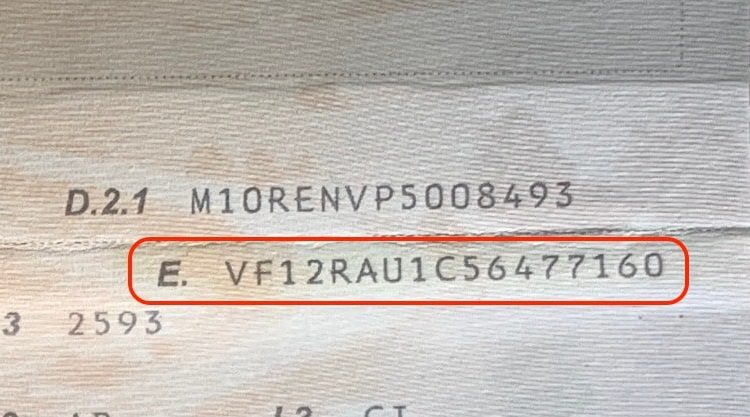 D.2.1 M10RENVP5008493
E. VF12RAU1C56477160
3 2593